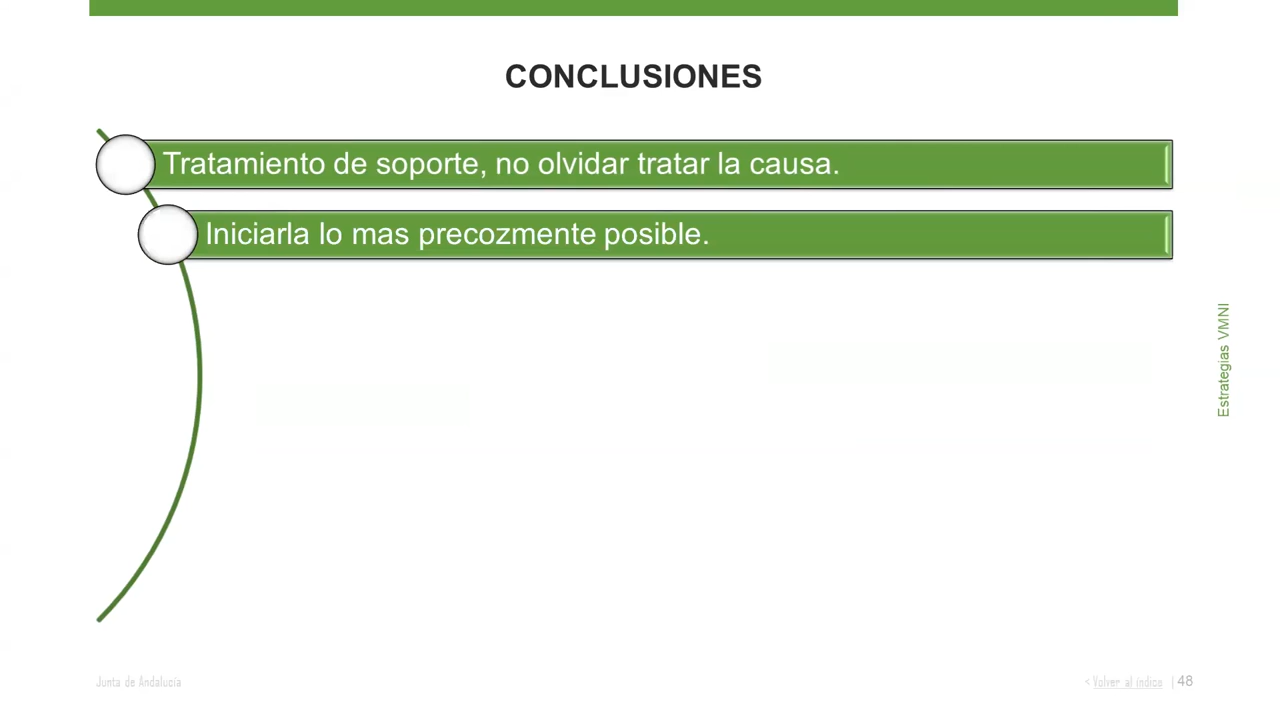 CONCLUSIONES
Tratamiento de soporte, no olvidar tratar la causa.
Iniciarla lo mas precozmente posible.
Estrategias VMNI
Junta de Andalucía
< Volver al índice | 48